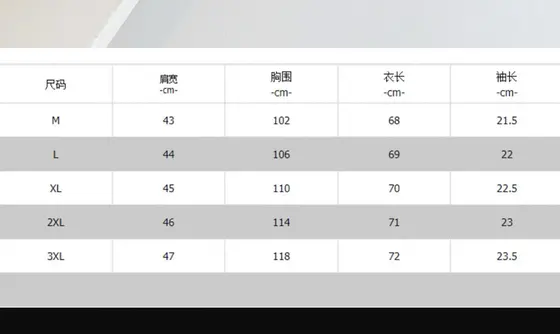 尺码 肩宽 -cm- 胸围 -cm- 衣长 -cm- 袖长 -cm-
M 43 102 68 21.5
L 44 106 69 22
XL 45 110 70 22.5
2XL 46 114 71 23
3XL 47 118 72 23.5